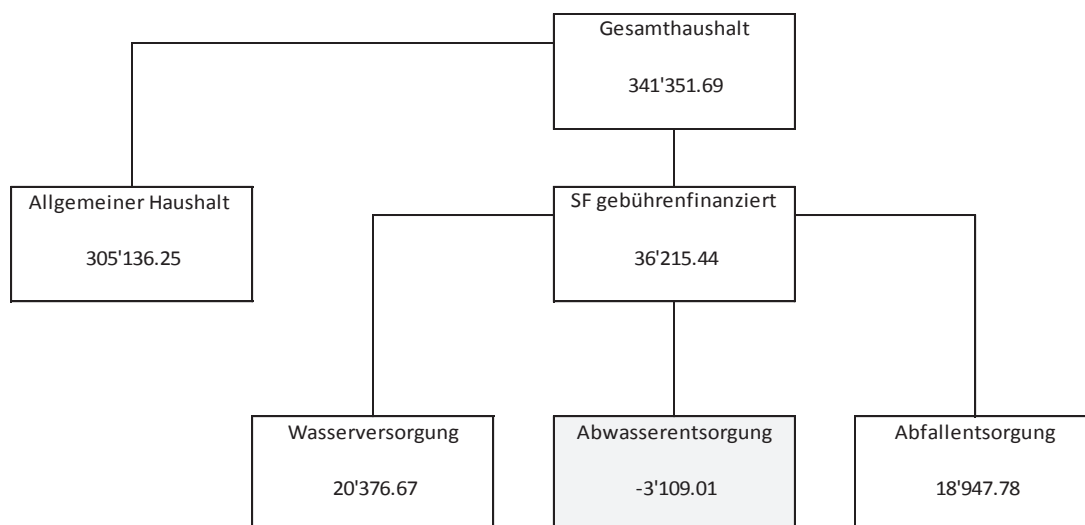 Gesamthaushalt
341'351.69
Allgemeiner Haushalt
305'136.25
SF gebührenfinanziert
36'215.44
Wasserversorgung
20'376.67
Abwasserentsorgung
-3'109.01
Abfallentsorgung
18'947.78